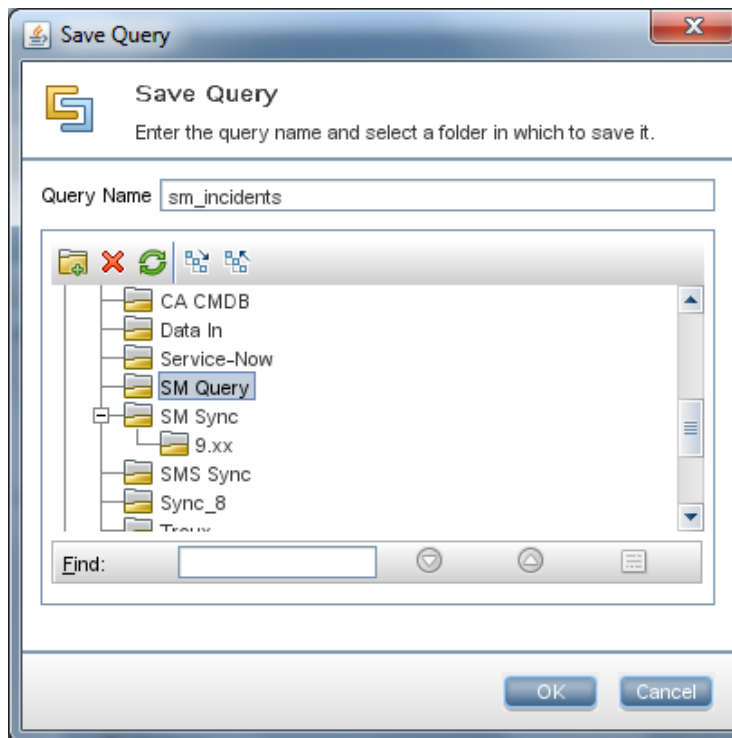 Save Query
Save Query
Enter the query name and select a folder in which to save it.
Query Name sm_incidents
CA CMDB
Data In
Service-Now
SM Query
SM Sync
9.xx
SMS Sync
Sync_8
Find:
OK Cancel